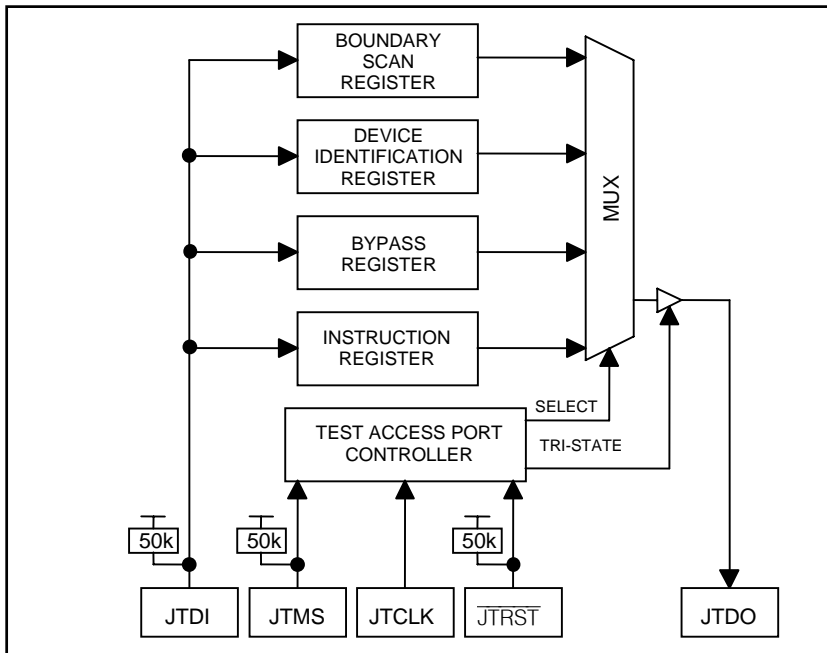 BOUNDARY
SCAN
REGISTER
DEVICE
IDENTIFICATION
REGISTER
BYPASS
REGISTER
INSTRUCTION
REGISTER
MUX
SELECT
TEST ACCESS PORT
CONTROLLER
TRI-STATE
50k
50k
50k
JTDI
JTMS
JTCLK
JTRST
JTDO